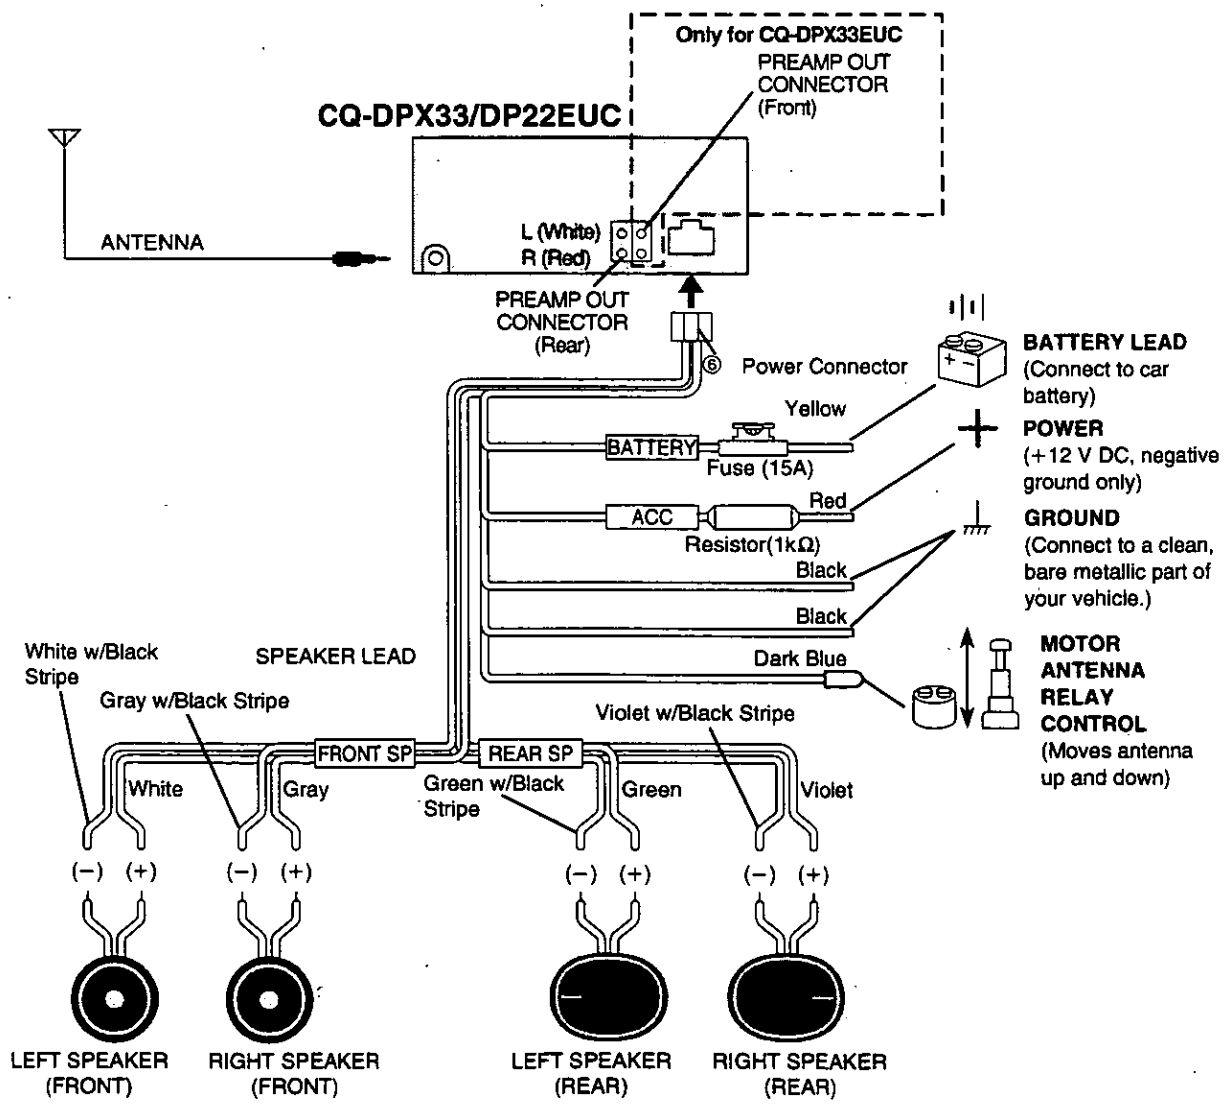 Only for CQ-DPX33EUC
PREAMP OUT
CONNECTOR
(Front)
CQ-DPX33/DP22EUC
L (White)
R (Red)
ANTENNA
PREAMP OUT
CONNECTOR
(Rear)
⑥
Power Connector
+ −
BATTERY LEAD
(Connect to car
battery)
Yellow
BATTERY
Fuse (15A)
POWER
(+12 V DC, negative
ground only)
Red
ACC
Resistor(1kΩ)
GROUND
(Connect to a clean,
bare metallic part of
your vehicle.)
Black
Black
Dark Blue
MOTOR
ANTENNA
RELAY
CONTROL
(Moves antenna
up and down)
SPEAKER LEAD
White w/Black
Stripe
Gray w/Black Stripe
Violet w/Black Stripe
FRONT SP
REAR SP
White
Gray
Green w/Black
Stripe
Green
Violet
(−) (+) (−) (+) (−) (+) (−) (+)
LEFT SPEAKER
(FRONT)
RIGHT SPEAKER
(FRONT)
LEFT SPEAKER
(REAR)
RIGHT SPEAKER
(REAR)